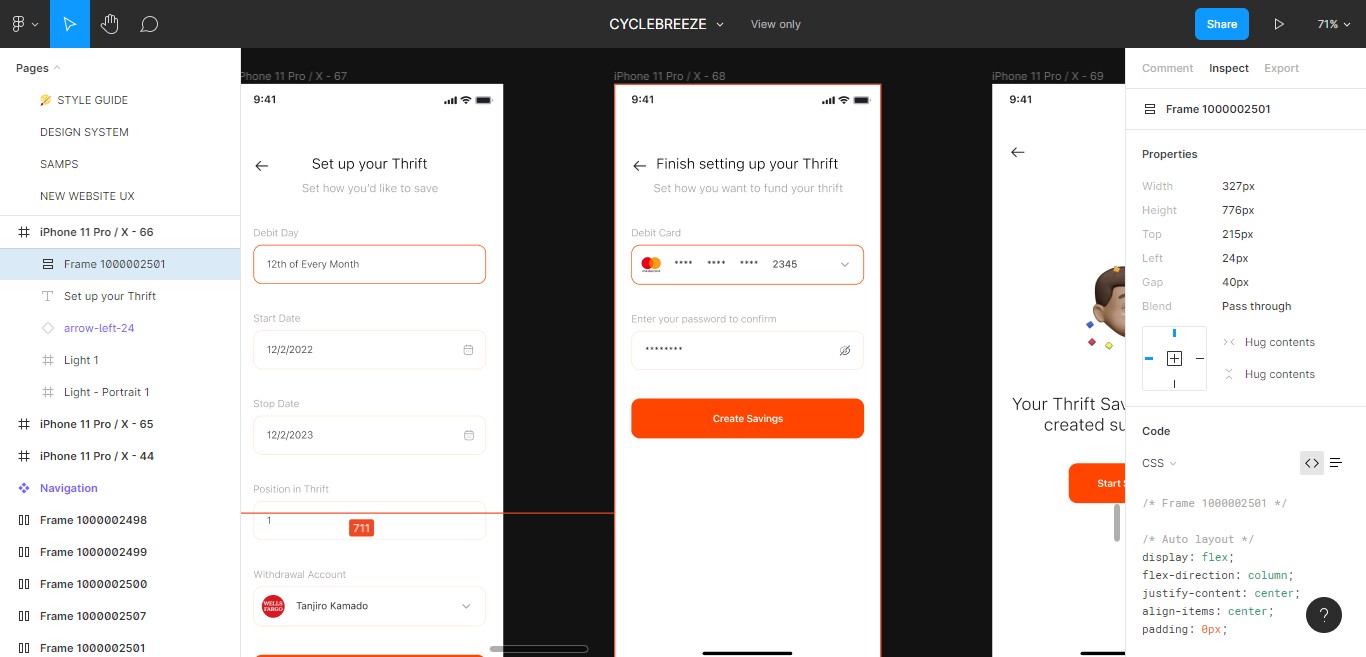 CYCLEBREEZE
View only
Share
71%
Pages
STYLE GUIDE
DESIGN SYSTEM
SAMPS
NEW WEBSITE UX
iPhone 11 Pro / X - 66
Frame 1000002501
Set up your Thrift
arrow-left-24
Light 1
Light - Portrait 1
iPhone 11 Pro / X - 65
iPhone 11 Pro / X - 44
Navigation
Frame 1000002498
Frame 1000002499
Frame 1000002500
Frame 1000002507
Frame 1000002501
Phone 11 Pro / X - 67
9:41
Set up your Thrift
Set how you'd like to save
Debit Day
12th of Every Month
Start Date
12/2/2022
Stop Date
12/2/2023
Position in Thrift
1
711
Withdrawal Account
WELLS
FARGO
Tanjiro Kamado
iPhone 11 Pro / X - 68
9:41
Finish setting up your Thrift
Set how you want to fund your thrift
Debit Card
**** **** **** 2345
Enter your password to confirm
********
Create Savings
iPhone 11 Pro / X - 69
9:41
Your Thrift Sav
created su
Start S
Comment Inspect Export
Frame 1000002501
Properties
Width 327px
Height 776px
Top 215px
Left 24px
Gap 40px
Blend Pass through
Hug contents
Hug contents
Code
CSS
/* Frame 1000002501 */
/* Auto layout */
display: flex;
flex-direction: column;
justify-content: center;
align-items: center;
padding: 0px;
?